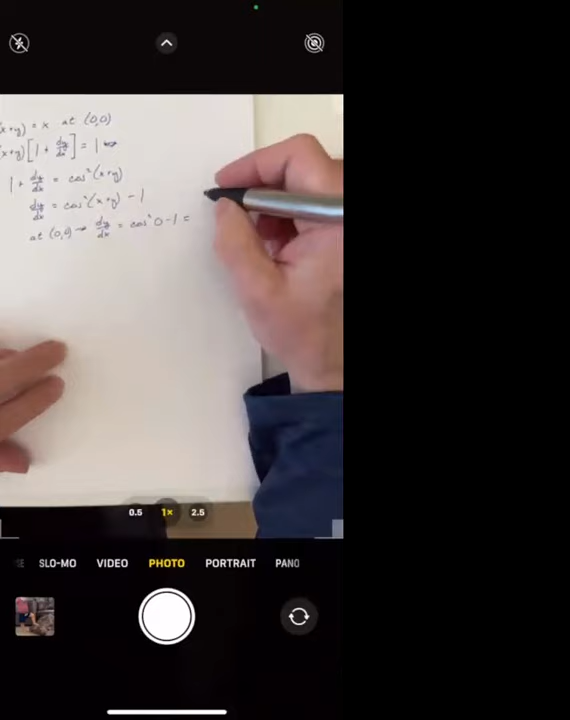 x+y) = x at (0,0)
x+y) [1 + dy/dx] = 1
1 + dy/dx = cos²(x+y)
dy/dx = cos²(x+y) - 1
at (0,0) → dy/dx = cos²0-1 =
0.5 1× 2.5
SLO-MO VIDEO PHOTO PORTRAIT PANO